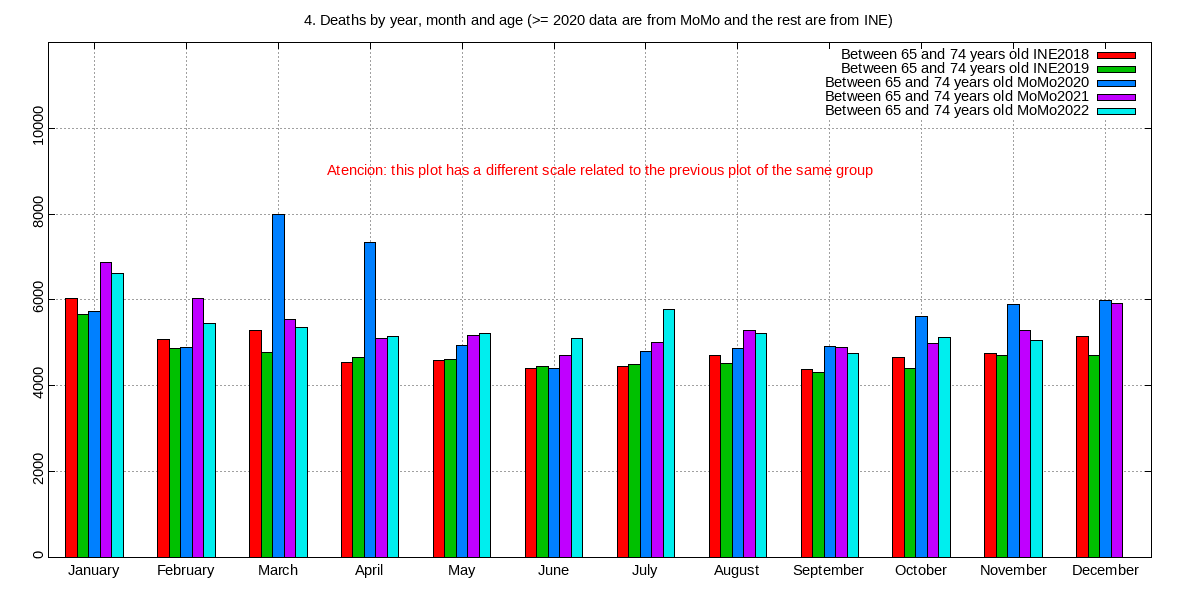 4. Deaths by year, month and age (>= 2020 data are from MoMo and the rest are from INE)
Between 65 and 74 years old INE2018
Between 65 and 74 years old INE2019
Between 65 and 74 years old MoMo2020
Between 65 and 74 years old MoMo2021
Between 65 and 74 years old MoMo2022
Atencion: this plot has a different scale related to the previous plot of the same group
10000
8000
6000
4000
2000
0
January February March April May June July August September October November December